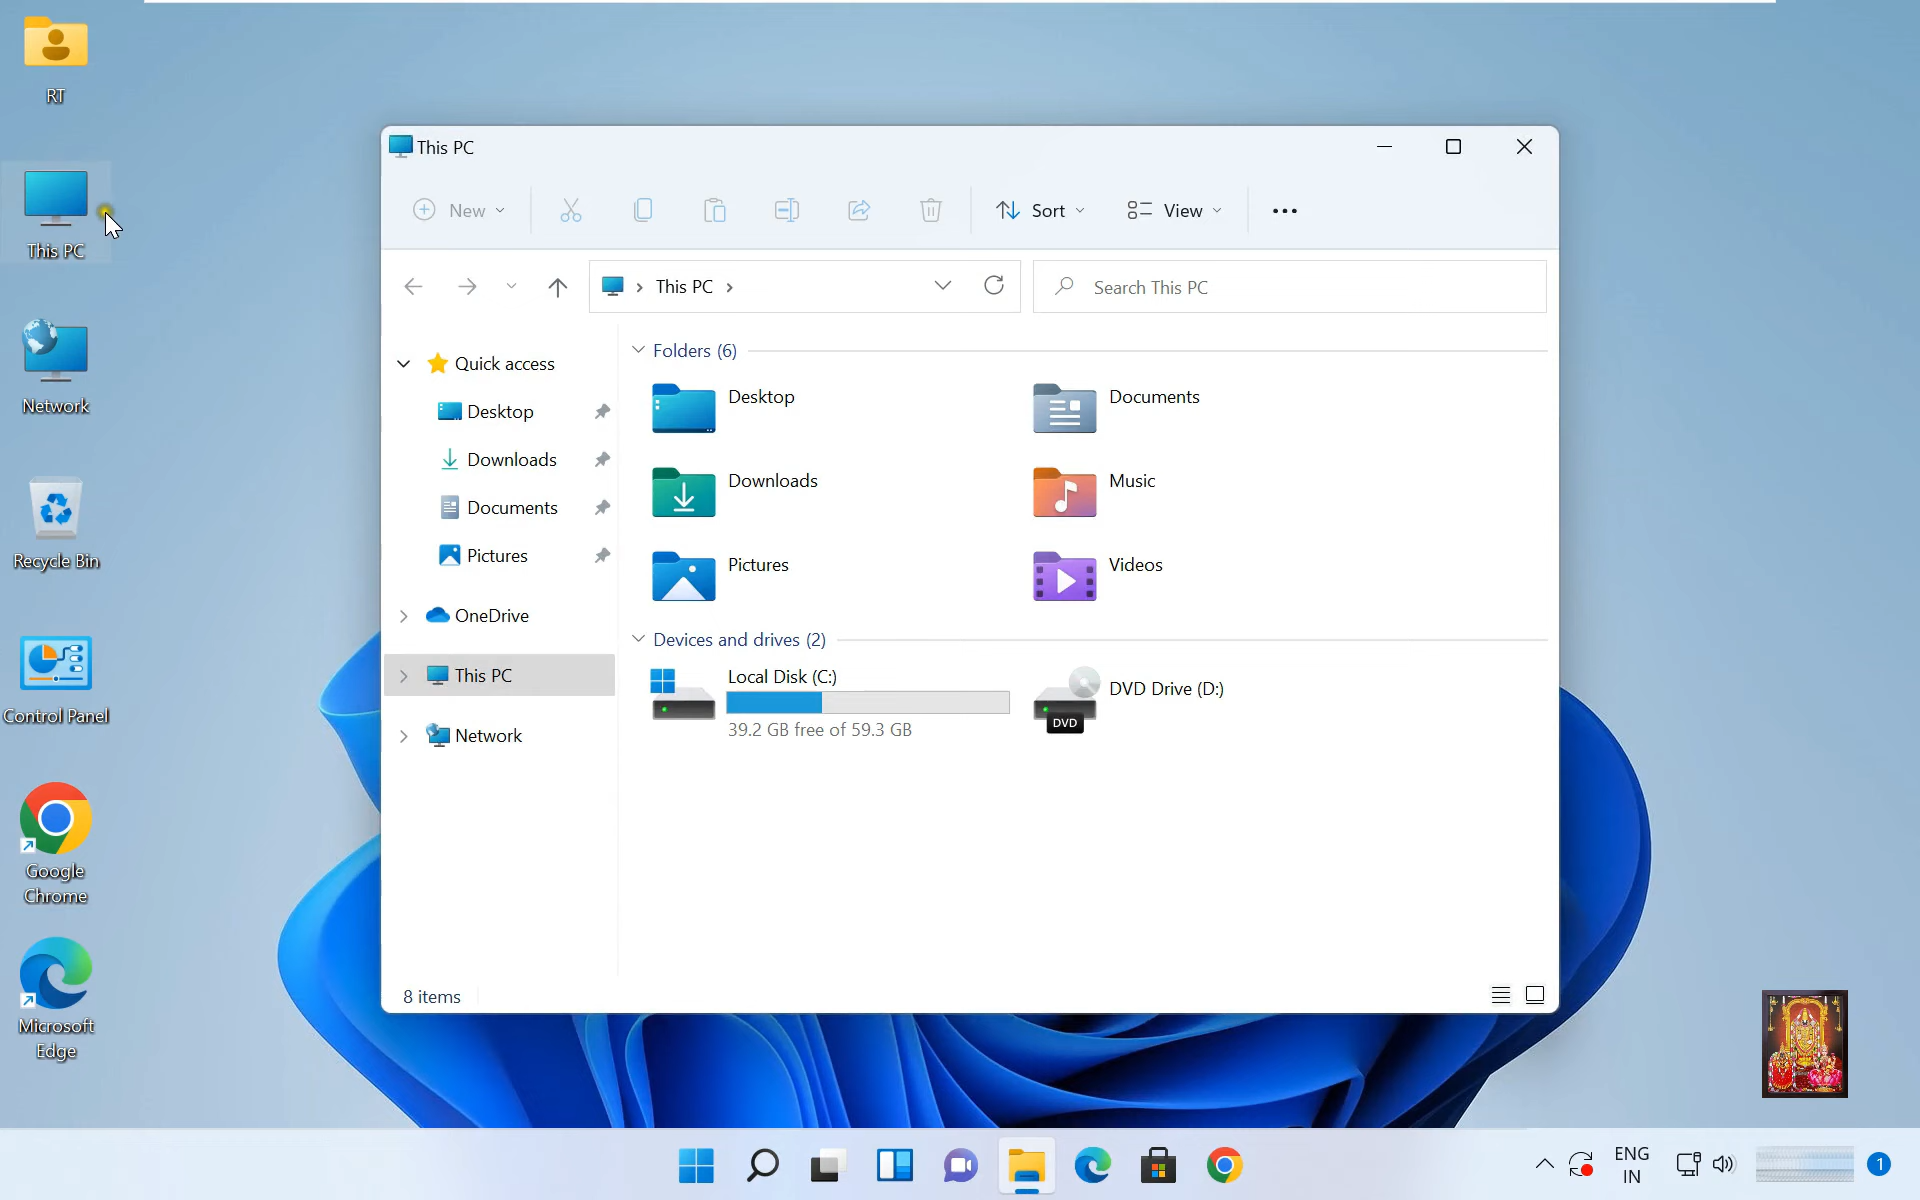 RT
This PC
Network
Recycle Bin
Control Panel
Google
Chrome
Microsoft
Edge
This PC
New
Sort
View
This PC
Search This PC
Quick access
Desktop
Downloads
Documents
Pictures
OneDrive
This PC
Network
Folders (6)
Desktop
Documents
Downloads
Music
Pictures
Videos
Devices and drives (2)
Local Disk (C:)
39.2 GB free of 59.3 GB
DVD
DVD Drive (D:)
8 items
ENG
IN
1